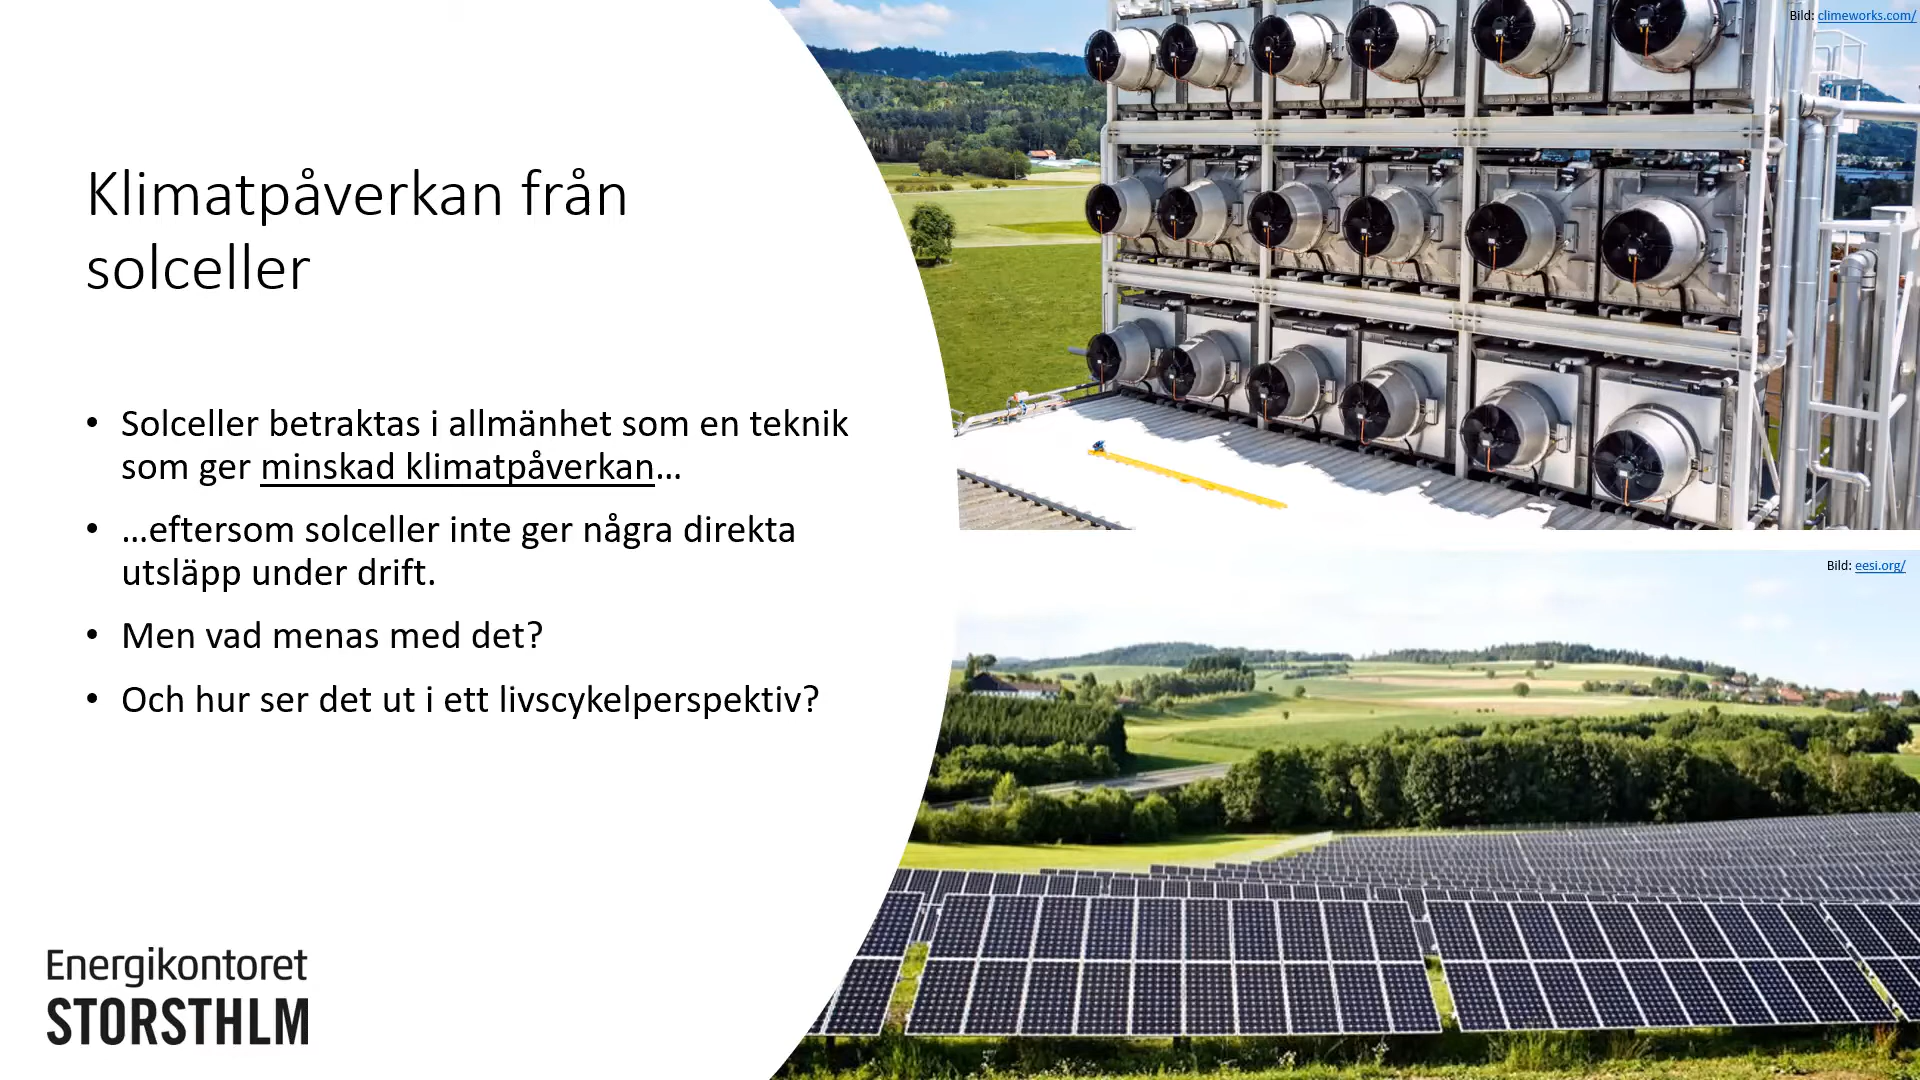 Bild: climeworks.com/
Klimatpåverkan från
solceller
• Solceller betraktas i allmänhet som en teknik
som ger minskad klimatpåverkan…
• …eftersom solceller inte ger några direkta
utsläpp under drift.
• Men vad menas med det?
• Och hur ser det ut i ett livscykelperspektiv?
Bild: eesi.org/
Energikontoret
STORSTHLM